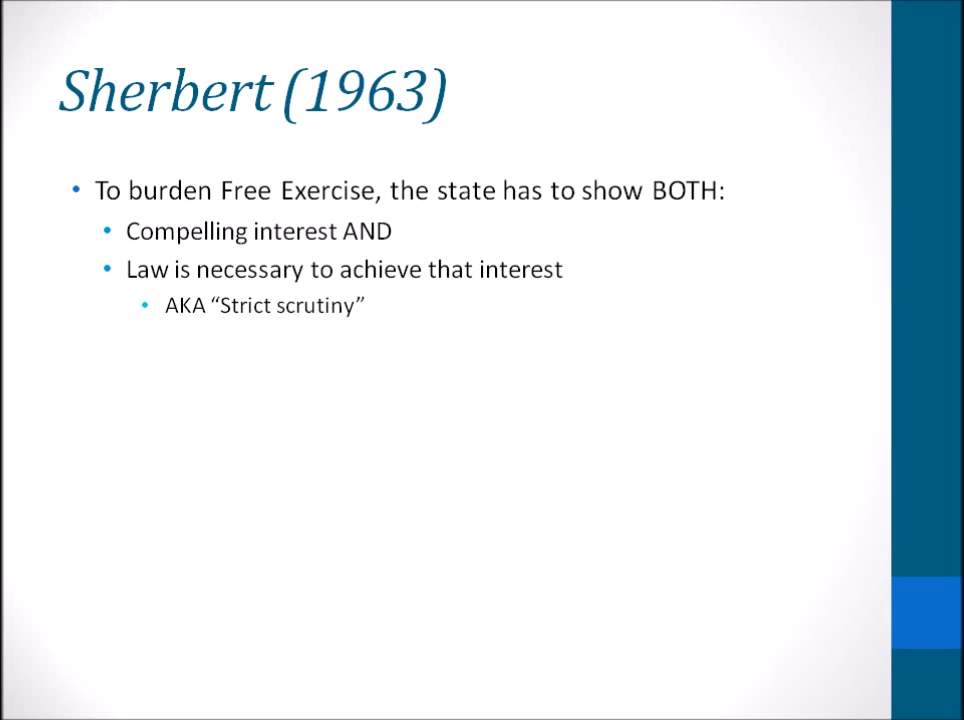 Sherbert (1963)
• To burden Free Exercise, the state has to show BOTH:
• Compelling interest AND
• Law is necessary to achieve that interest
• AKA “Strict scrutiny”